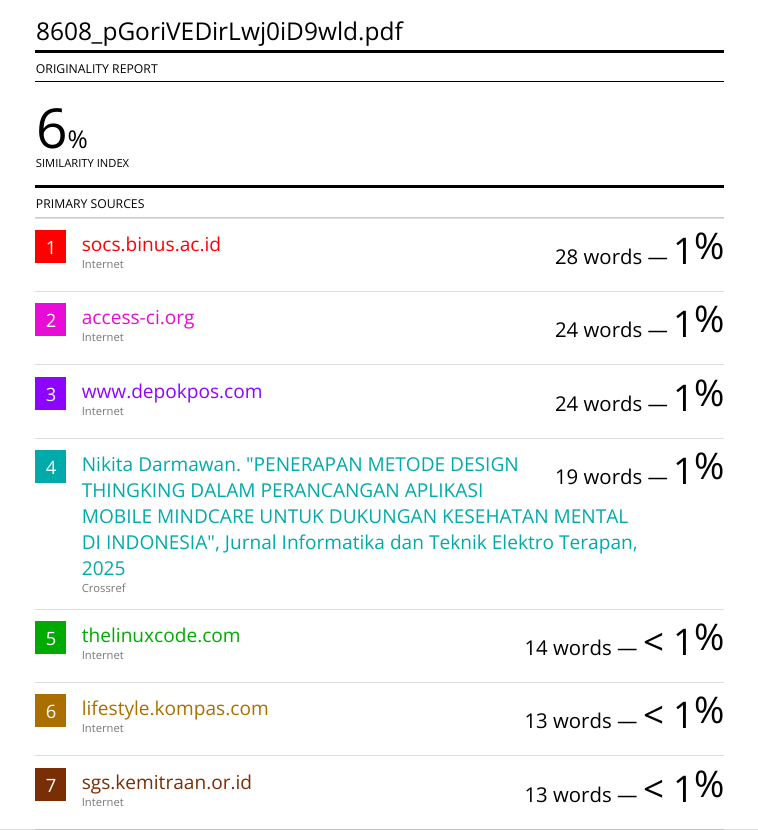 8608_pGoriVEDirLwj0iD9wld.pdf
ORIGINALITY REPORT
6%
SIMILARITY INDEX
PRIMARY SOURCES
1 socs.binus.ac.id 28 words — 1%
Internet
2 access-ci.org 24 words — 1%
Internet
3 www.depokpos.com 24 words — 1%
Internet
4 Nikita Darmawan. "PENERAPAN METODE DESIGN 19 words — 1%
THINGKING DALAM PERANCANGAN APLIKASI
MOBILE MINDCARE UNTUK DUKUNGAN KESEHATAN MENTAL
DI INDONESIA", Jurnal Informatika dan Teknik Elektro Terapan,
2025
Crossref
5 thelinuxcode.com 14 words — < 1%
Internet
6 lifestyle.kompas.com 13 words — < 1%
Internet
7 sgs.kemitraan.or.id 13 words — < 1%
Internet